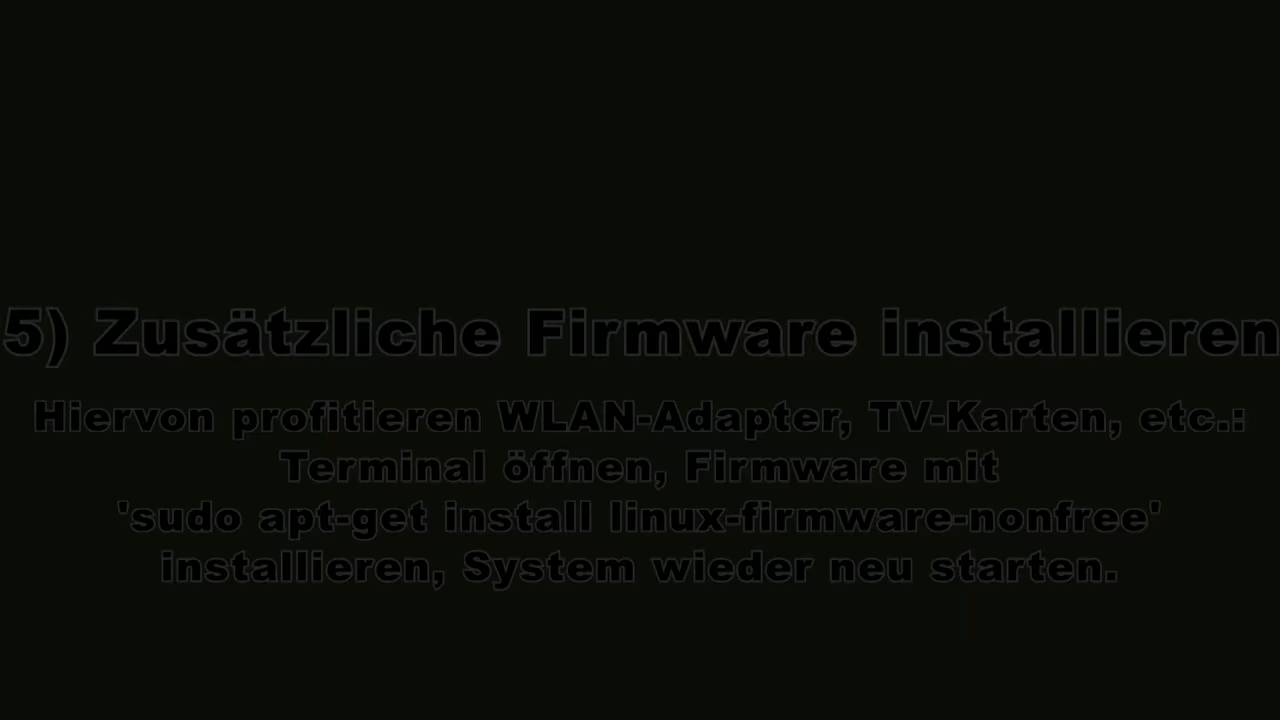 5) Zusätzliche Firmware installieren
Hiervon profitieren WLAN-Adapter, TV-Karten, etc.:
Terminal öffnen, Firmware mit
'sudo apt-get install linux-firmware-nonfree'
installieren, System wieder neu starten.